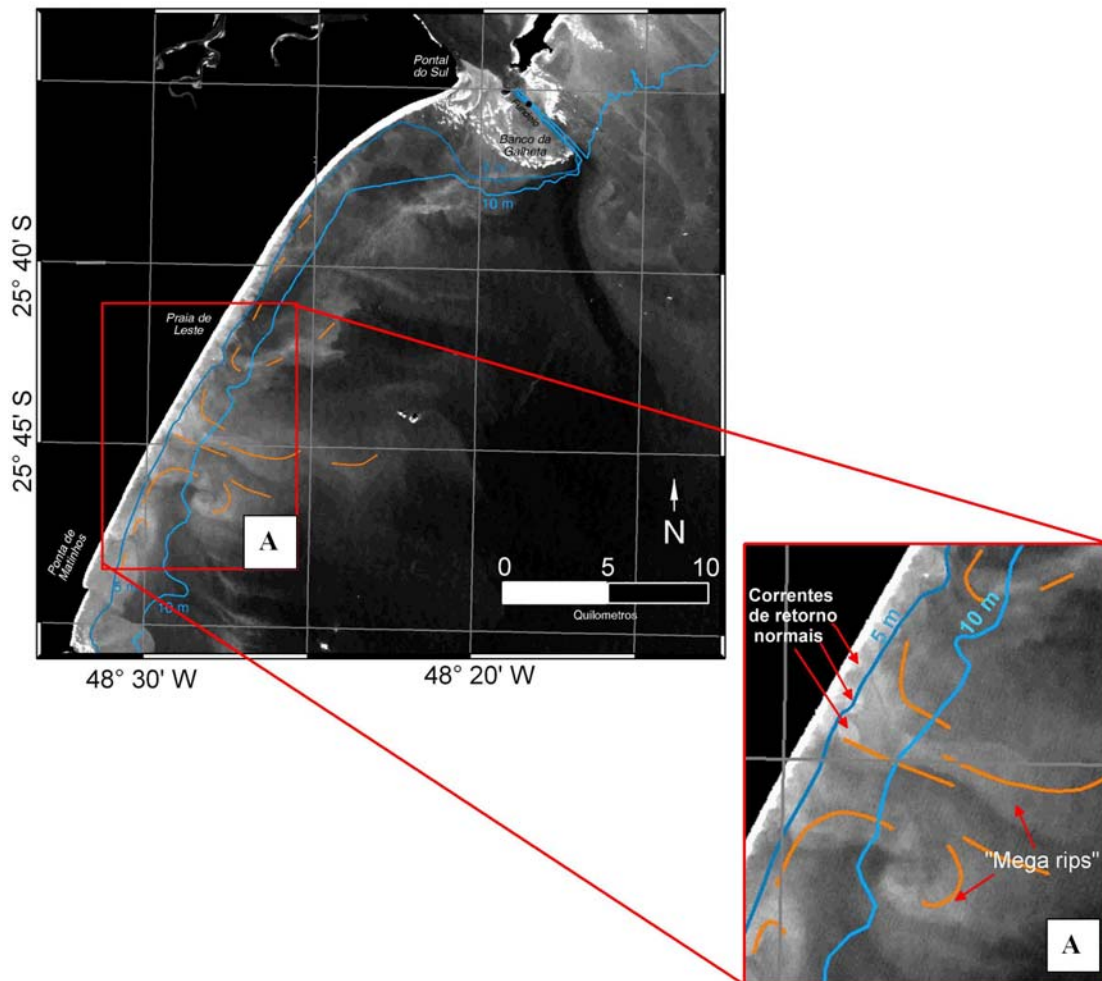 Pontal
do Sul
Banco da
Galheta
10 m
25° 40' S
Praia de
Leste
25° 45' S
A
N
Ponta de
Matinhos
0 5 10
Quilometros
5 m
10 m
48° 30' W
48° 20' W
Correntes
de retorno
normais
5 m
10 m
"Mega rips"
A